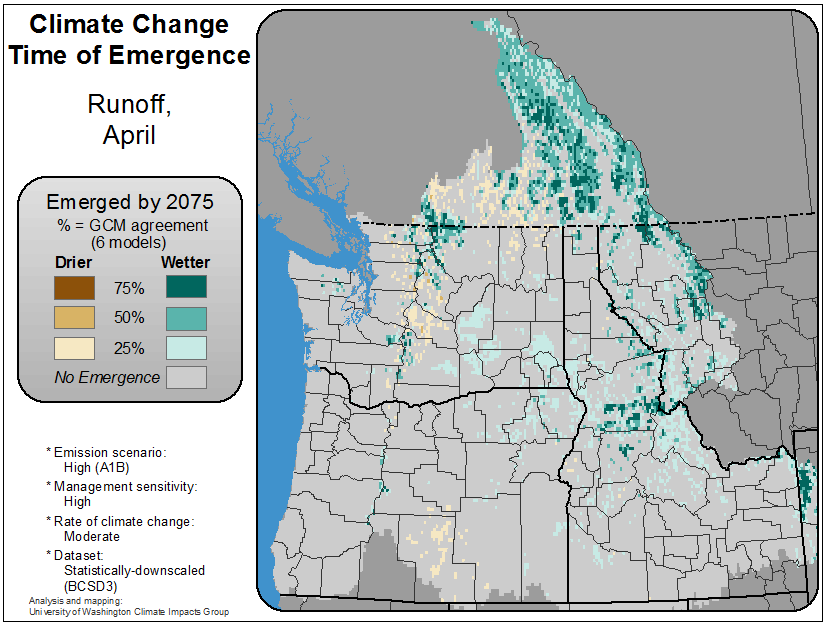 Climate Change
Time of Emergence
Runoff,
April
Emerged by 2075
% = GCM agreement
(6 models)
Drier Wetter
75%
50%
25%
No Emergence
* Emission scenario:
High (A1B)
* Management sensitivity:
High
* Rate of climate change:
Moderate
* Dataset:
Statistically-downscaled
(BCSD3)
Analysis and mapping:
University of Washington Climate Impacts Group